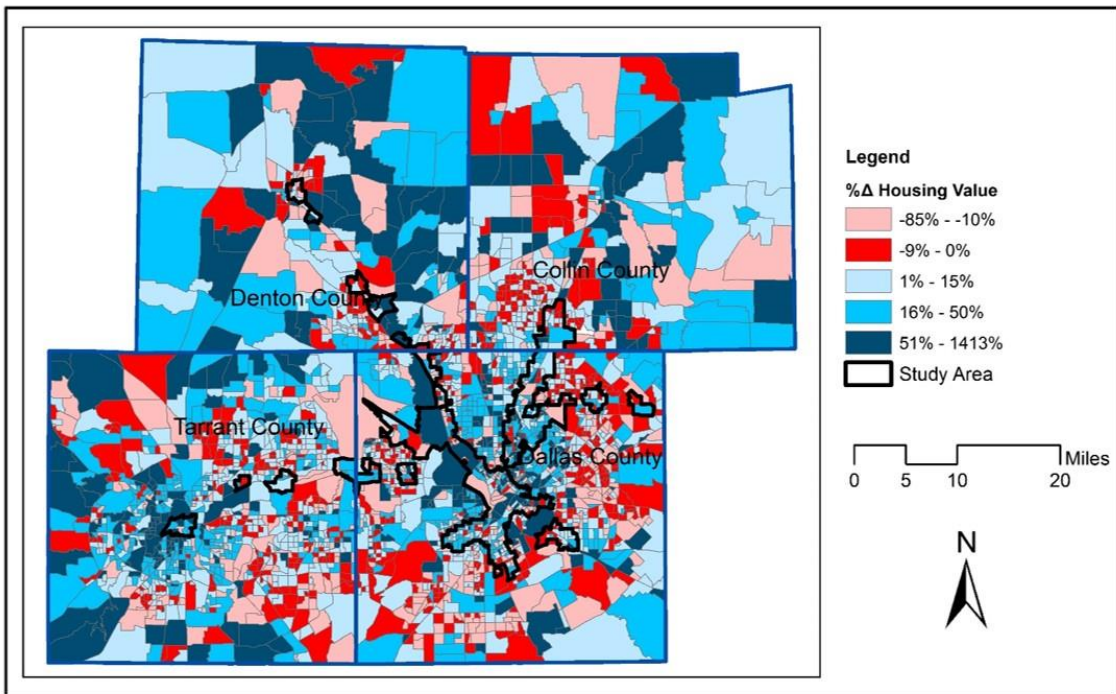 Collin County
Denton Coun
Tarrant County
Dallas County
Legend
%Δ Housing Value
-85% - -10%
-9% - 0%
1% - 15%
16% - 50%
51% - 1413%
Study Area
Miles
0 5 10 20
N